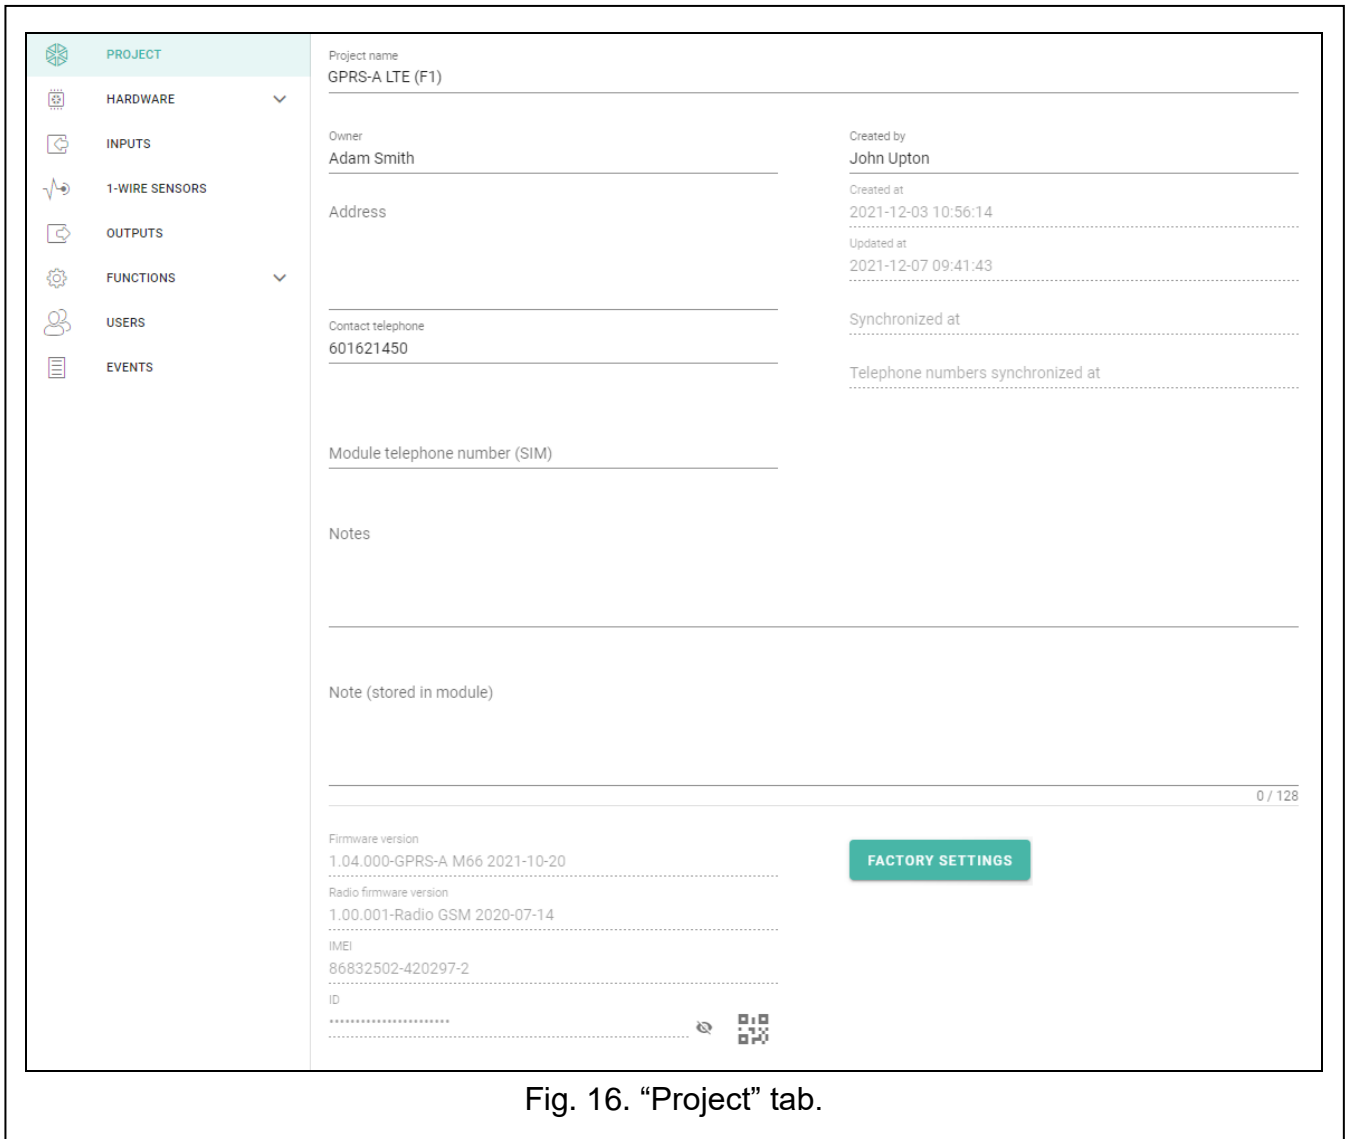 PROJECT
HARDWARE
INPUTS
1-WIRE SENSORS
OUTPUTS
FUNCTIONS
USERS
EVENTS
Project name
GPRS-A LTE (F1)
Owner
Adam Smith
Address
Contact telephone
601621450
Module telephone number (SIM)
Created by
John Upton
Created at
2021-12-03 10:56:14
Updated at
2021-12-07 09:41:43
Synchronized at
Telephone numbers synchronized at
Notes
Note (stored in module)
0 / 128
Firmware version
1.04.000-GPRS-A M66 2021-10-20
Radio firmware version
1.00.001-Radio GSM 2020-07-14
IMEI
86832502-420297-2
ID
FACTORY SETTINGS
Fig. 16. “Project” tab.